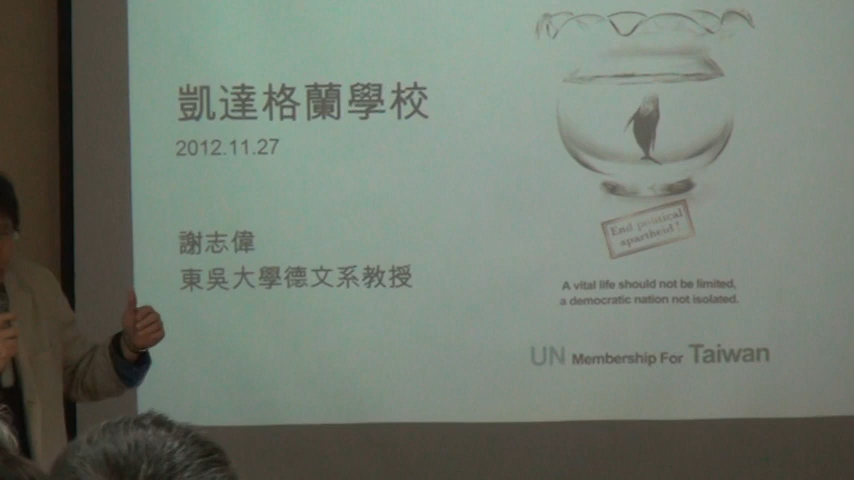 凱達格蘭學校
2012.11.27
謝志偉
東吳大學德文系教授
End political
apartheid!
A vital life should not be limited,
a democratic nation not isolated.
UN Membership For Taiwan